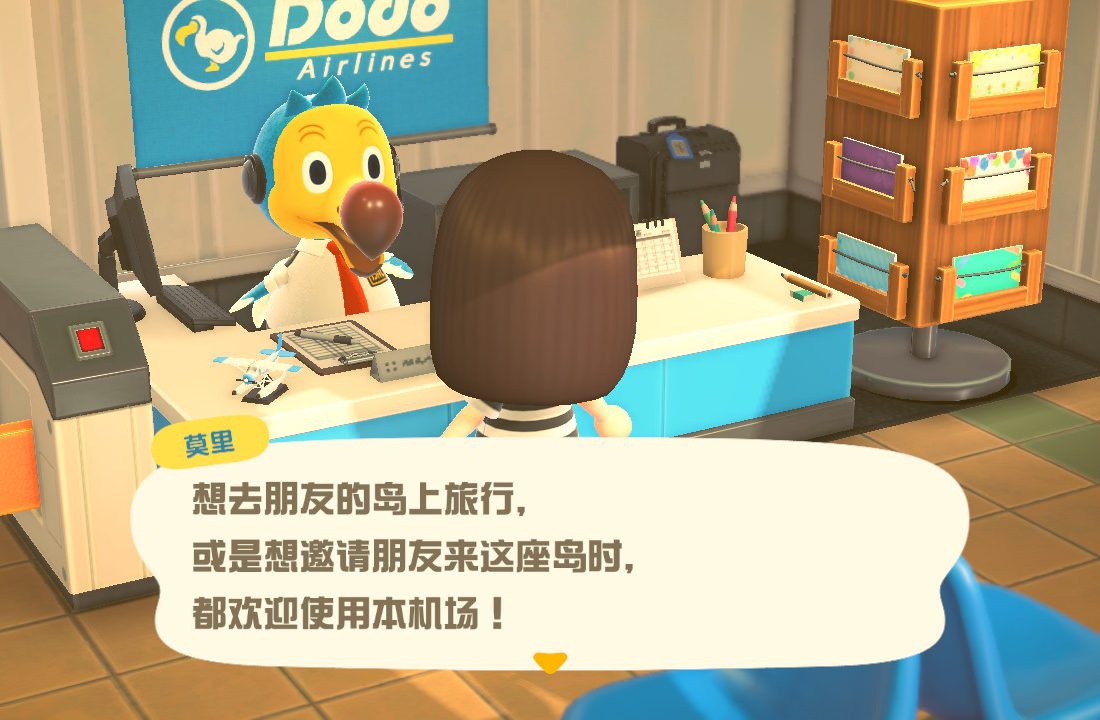 Dodo
Airlines
莫里
想去朋友的岛上旅行，
或是想邀请朋友来这座岛时，
都欢迎使用本机场！